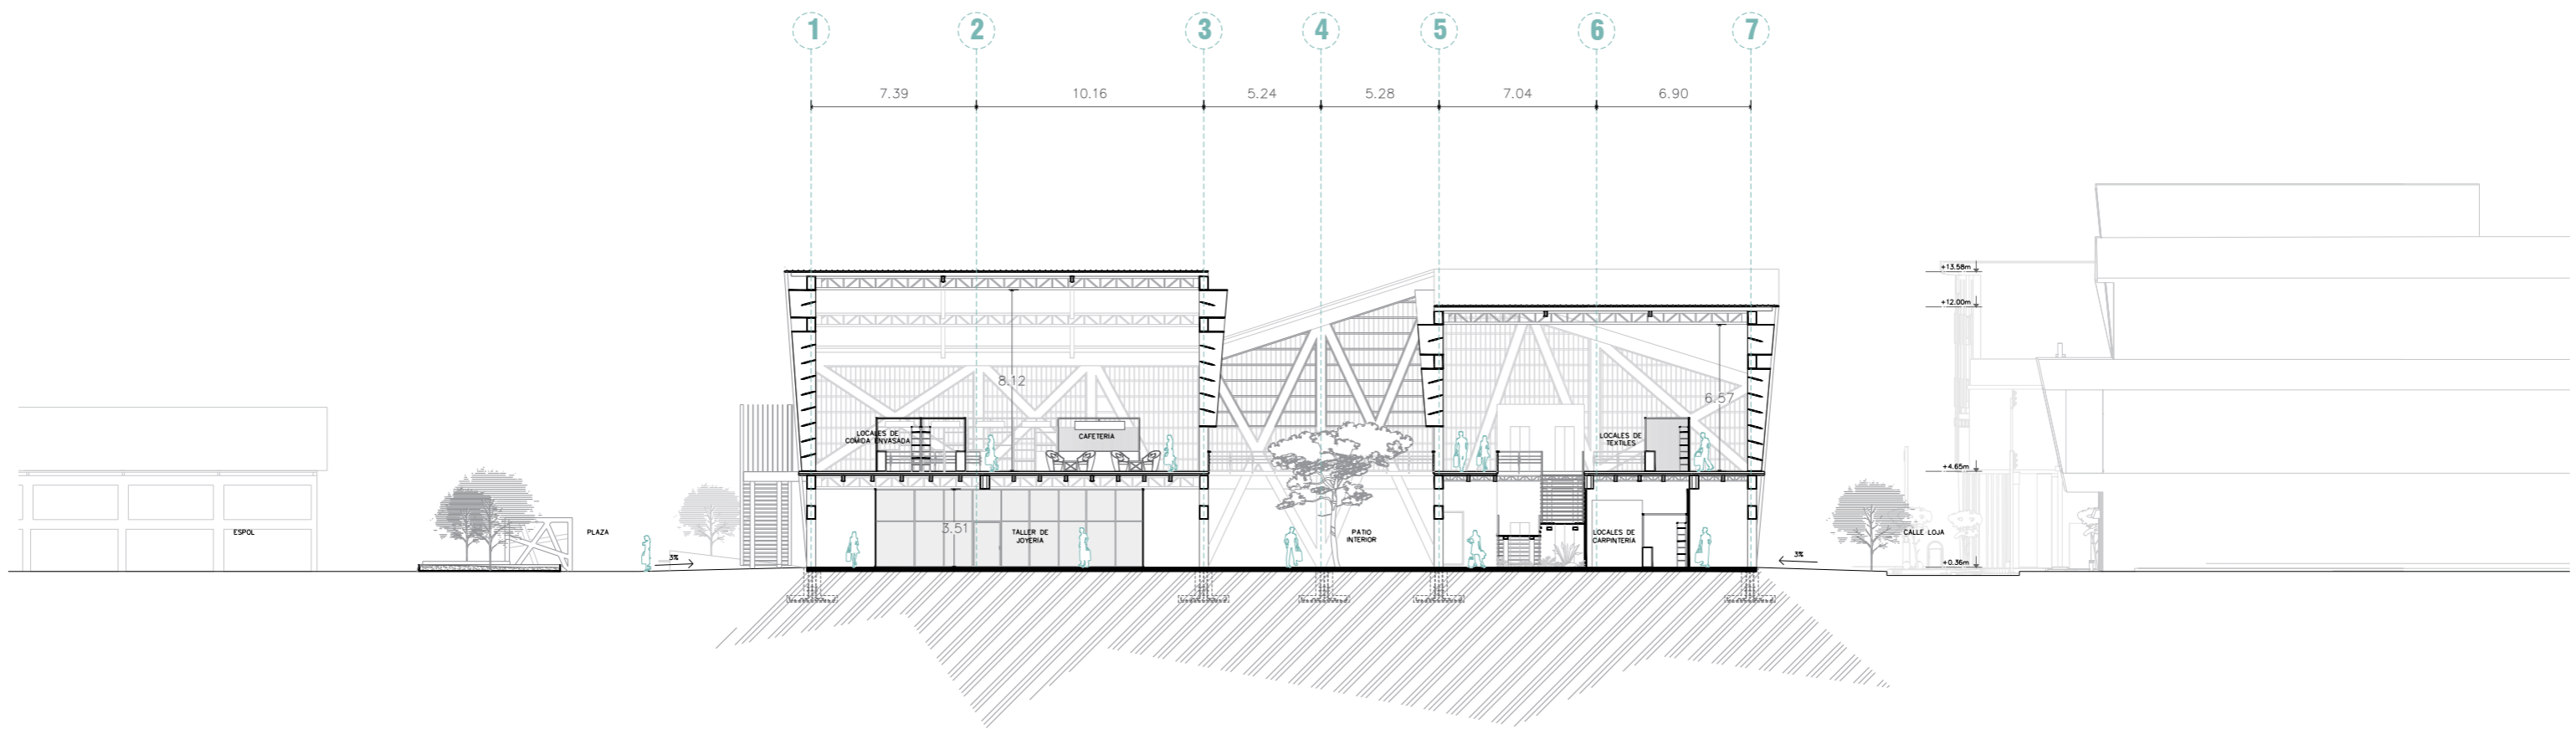 1 2 3 4 5 6 7
7.39 10.16 5.24 5.28 7.04 6.90
+13.58m
+12.00m
8.12
6.57
LOCALES DE
COMIDA ENVASADA
CAFETERIA
LOCALES DE
TEXTILES
+4.65m
ESPOL
PLAZA
3%
3.51
TALLER DE
JOYERIA
PATIO
INTERIOR
LOCALES DE
CARPINTERIA
3%
CALLE LOJA
+0.36m